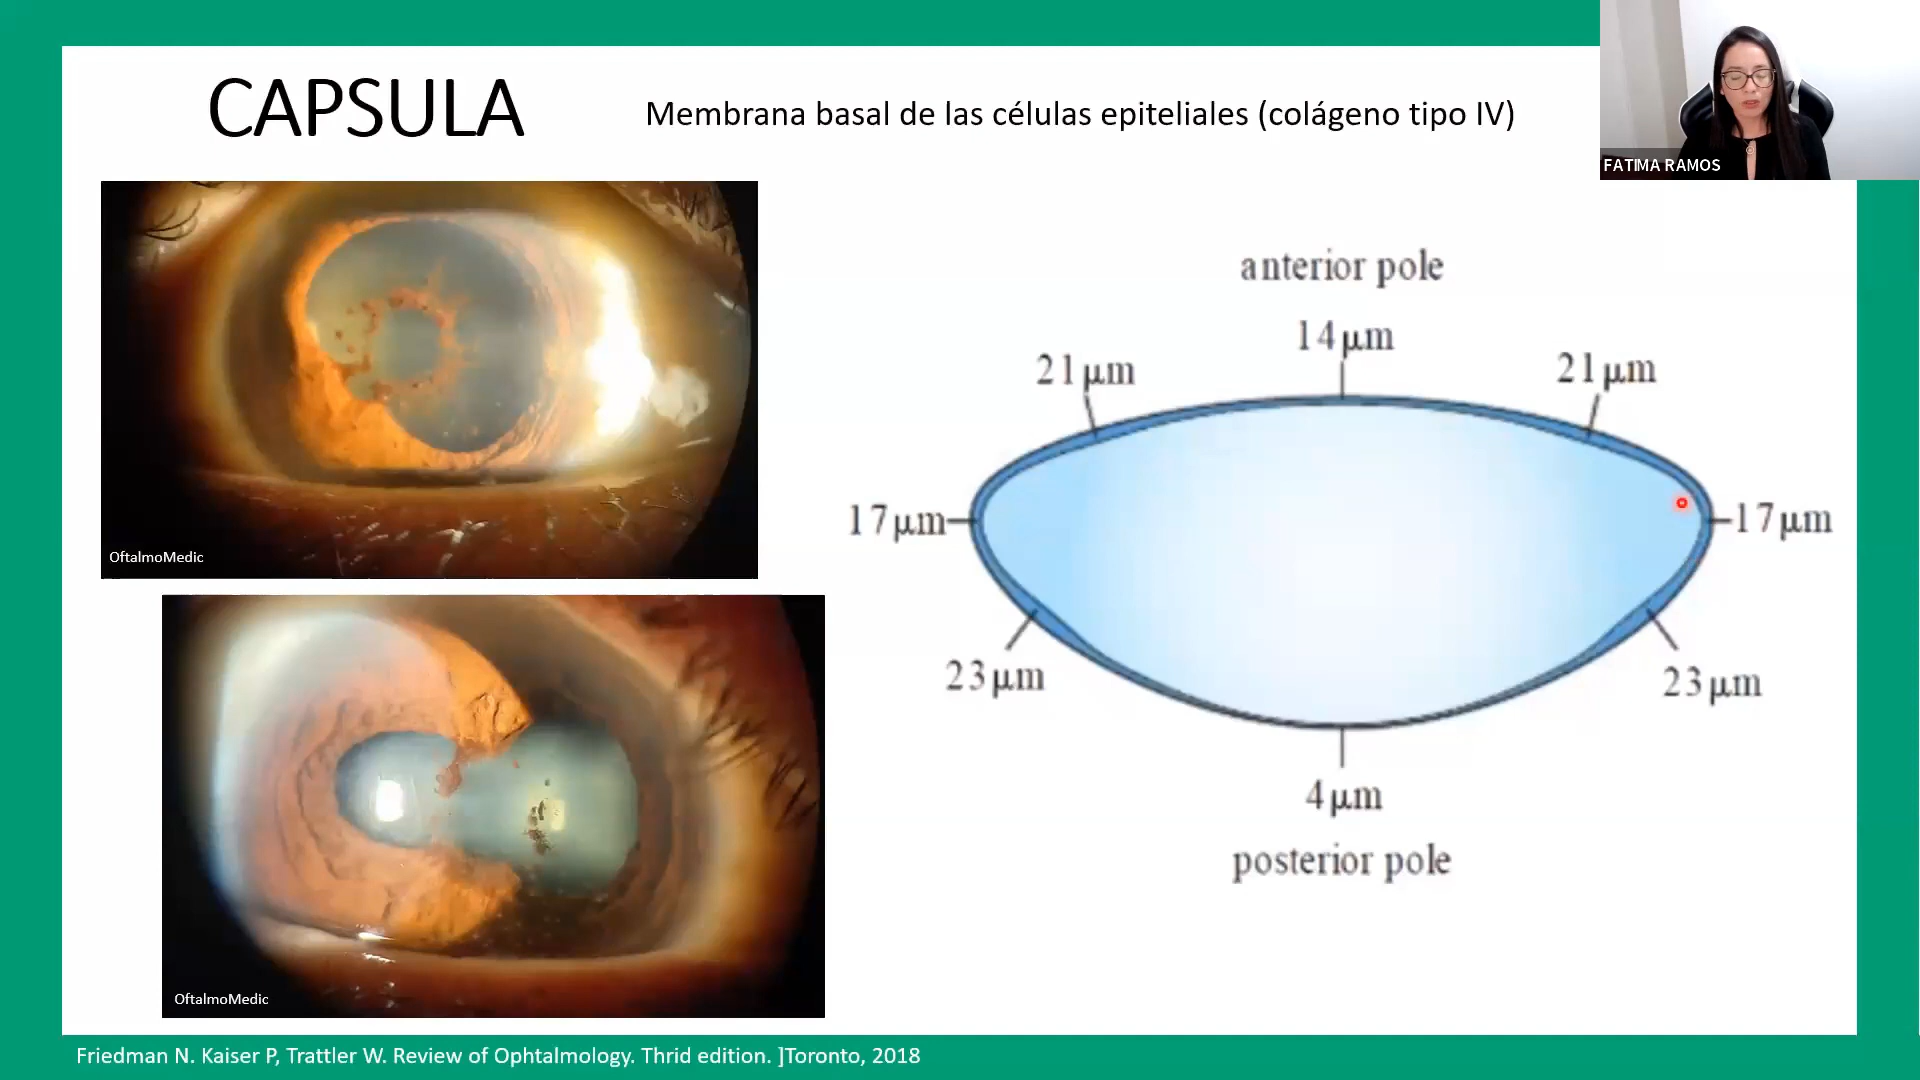 CAPSULA
Membrana basal de las células epiteliales (colágeno tipo IV)
FATIMA RAMOS
OftalmoMedic
OftalmoMedic
anterior pole
14 µm
21 µm
21 µm
17 µm
17 µm
23 µm
23 µm
4 µm
posterior pole
Friedman N. Kaiser P, Trattler W. Review of Ophtalmology. Thrid edition. ]Toronto, 2018